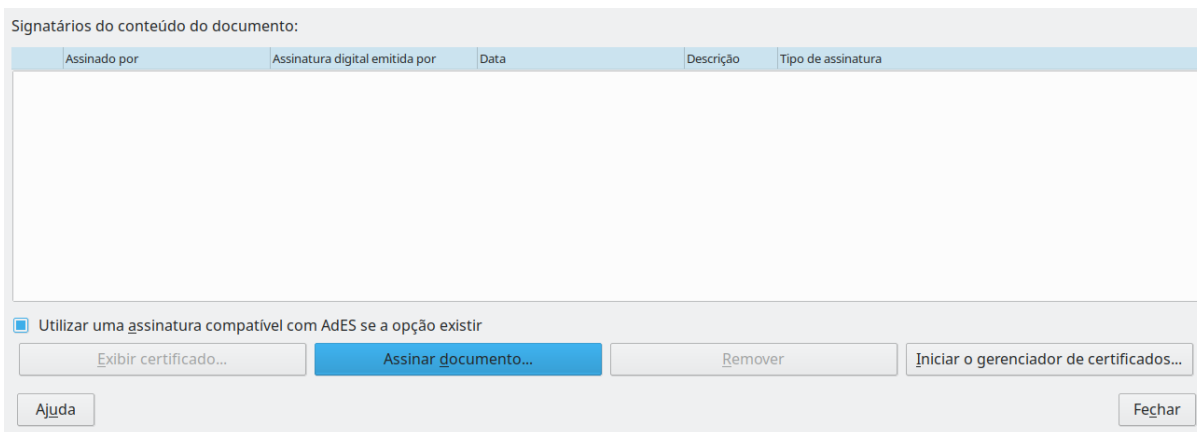 Signatários do conteúdo do documento:
Assinado por Assinatura digital emitida por Data Descrição Tipo de assinatura
Utilizar uma assinatura compatível com AdES se a opção existir
Exibir certificado... Assinar documento... Remover Iniciar o gerenciador de certificados...
Ajuda Fechar